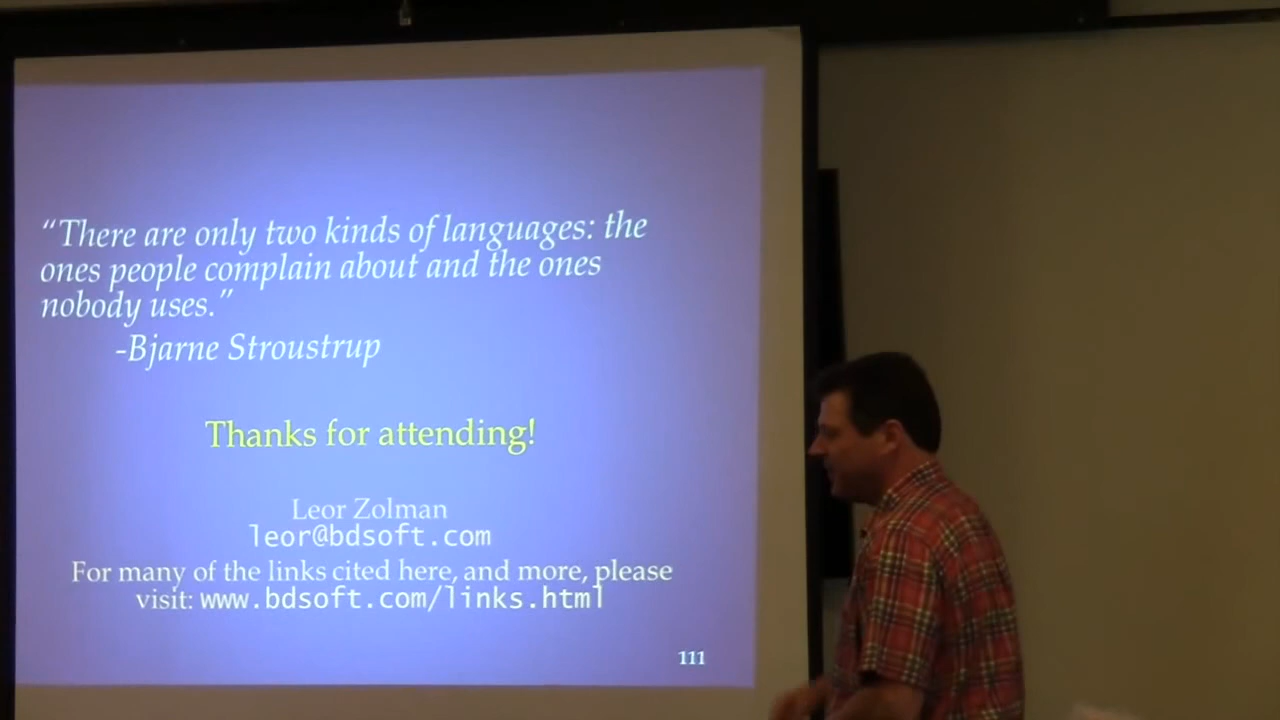 “There are only two kinds of languages: the
ones people complain about and the ones
nobody uses.”
-Bjarne Stroustrup
Thanks for attending!
Leor Zolman
leor@bdsoft.com
For many of the links cited here, and more, please
visit: www.bdsoft.com/links.html
111